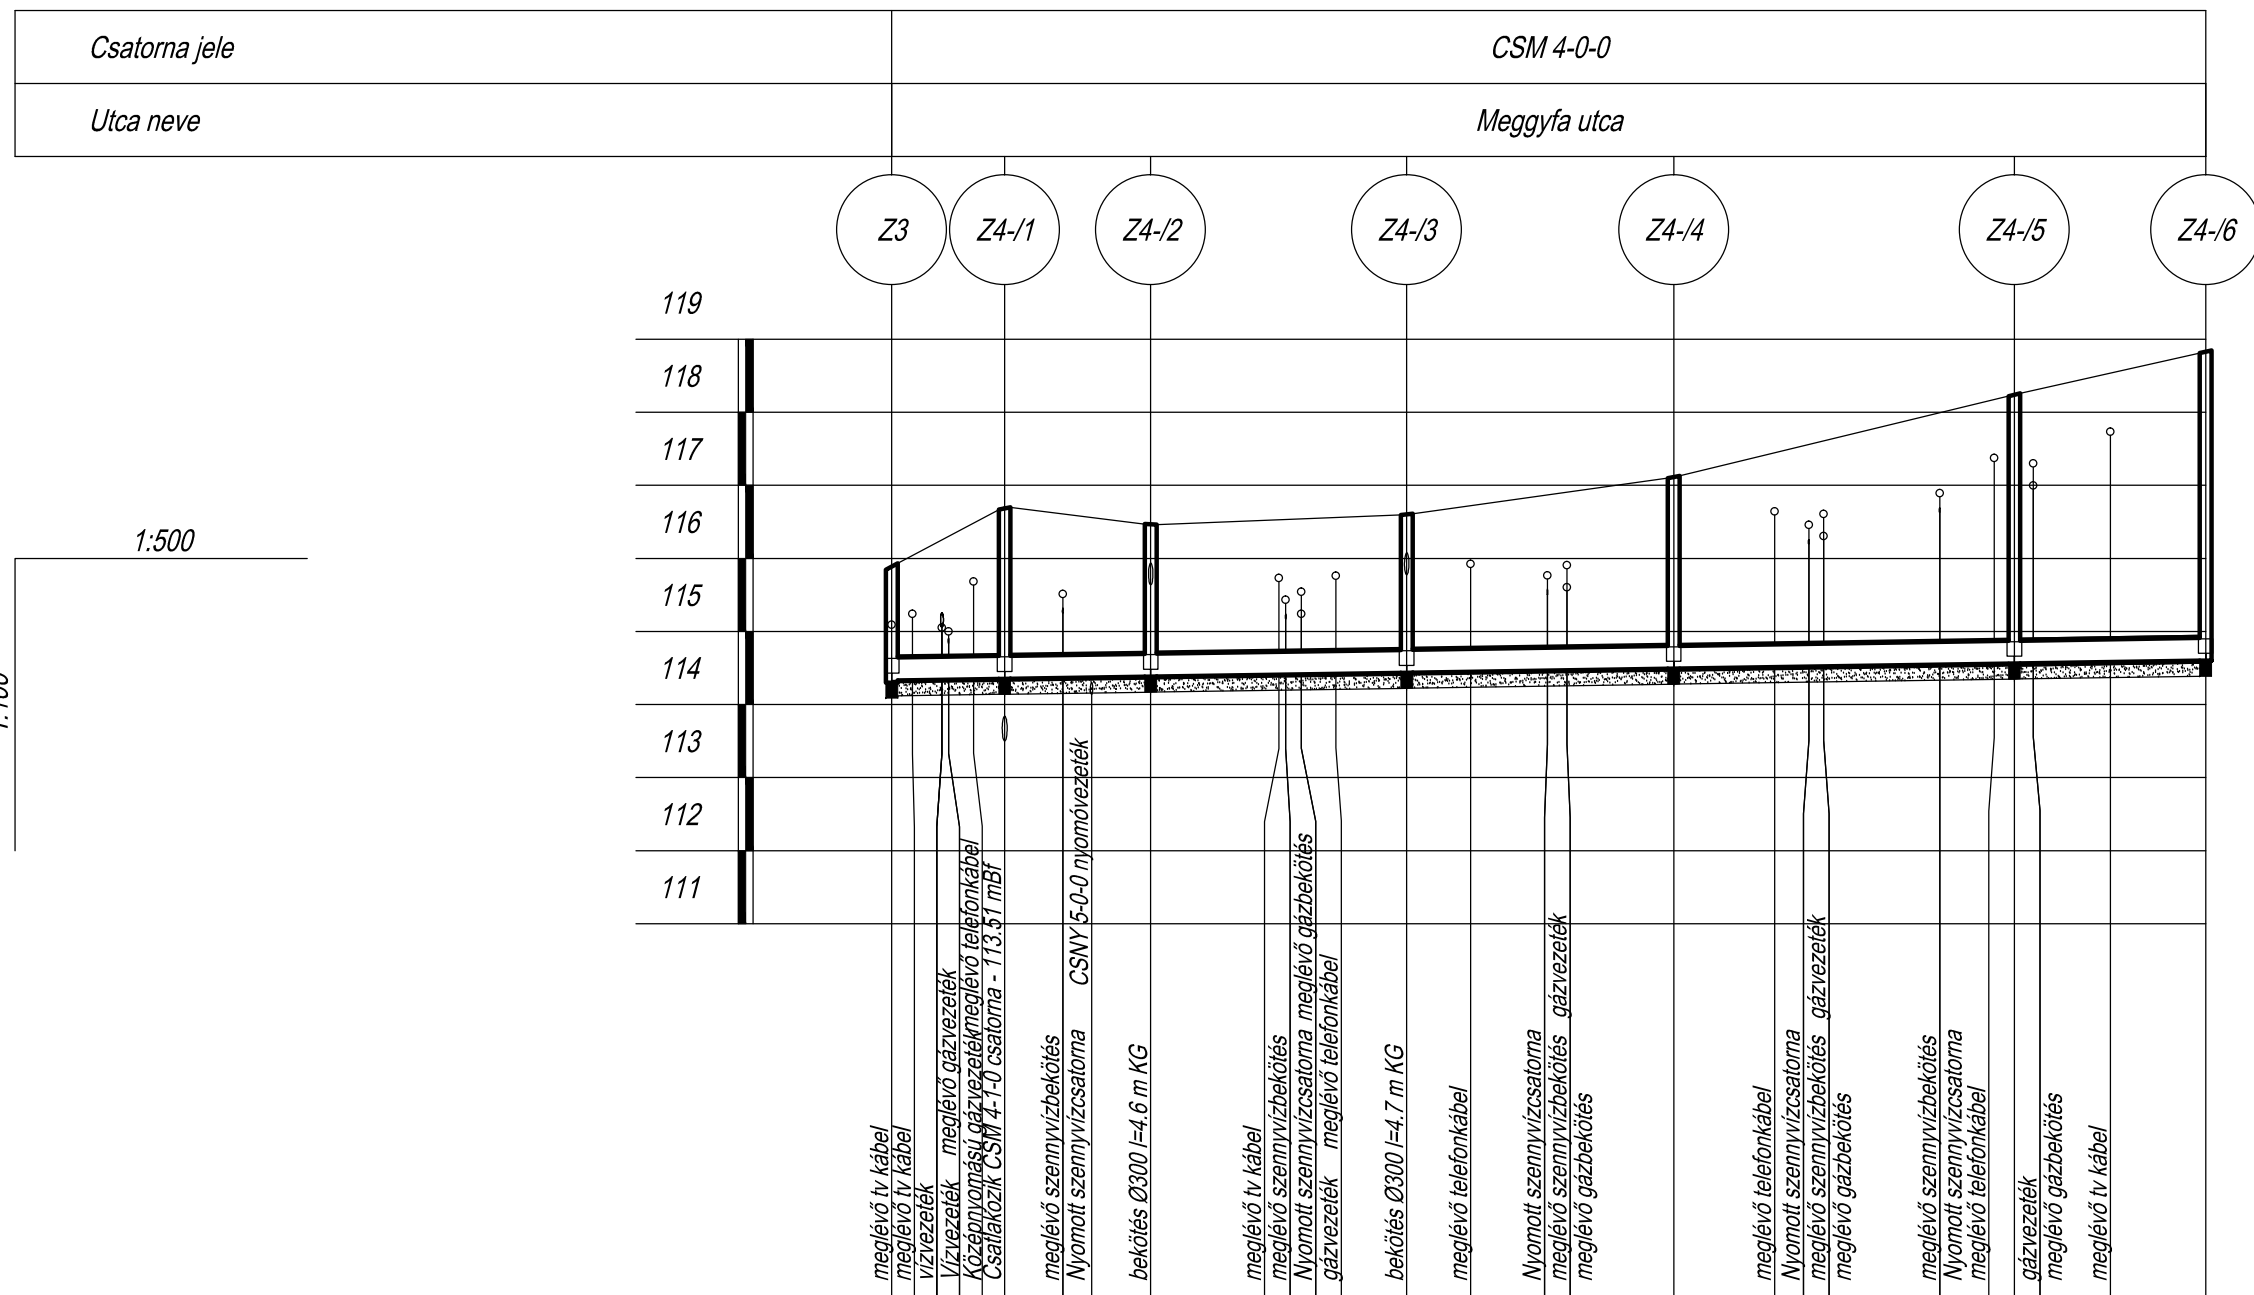 Csatorna jele
CSM 4-0-0
Utca neve
Meggyfa utca
Z3
Z4-/1
Z4-/2
Z4-/3
Z4-/4
Z4-/5
Z4-/6
119
118
117
116
1:500
115
114
113
112
111
meglévő tv kábel
meglévő tv kábel
vízvezeték
Vízvezeték meglévő gázvezeték
Középnyomású gázvezeték meglévő telefonkábel
Csatlakozik CSM 4-1-0 csatorna - 113.51 mBf
meglévő szennyvízbekötés
Nyomott szennyvízcsatorna CSNY 5-0-0 nyomóvezeték
bekötés Ø300 l=4.6 m KG
meglévő tv kábel
meglévő szennyvízbekötés
Nyomott szennyvízcsatorna meglévő gázbekötés
gázvezeték meglévő telefonkábel
bekötés Ø300 l=4.7 m KG
meglévő telefonkábel
Nyomott szennyvízcsatorna
meglévő szennyvízbekötés gázvezeték
meglévő gázbekötés
meglévő telefonkábel
Nyomott szennyvízcsatorna
meglévő szennyvízbekötés gázvezeték
meglévő gázbekötés
meglévő szennyvízbekötés
Nyomott szennyvízcsatorna
meglévő telefonkábel
gázvezeték
meglévő gázbekötés
meglévő tv kábel